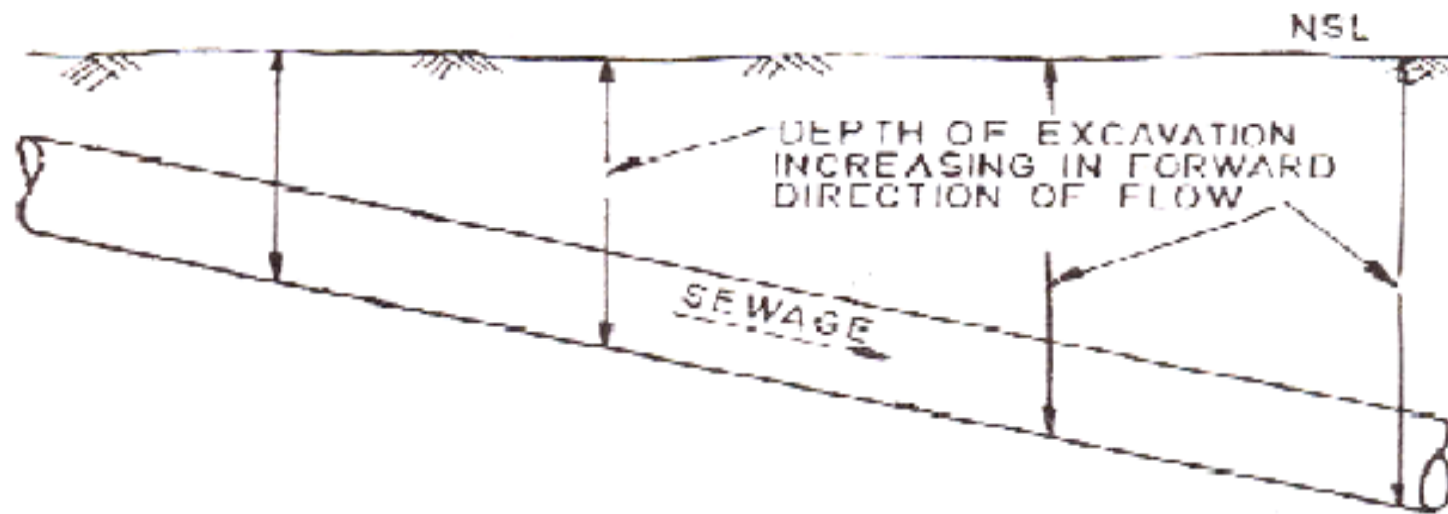 NSL
DEPTH OF EXCAVATION
INCREASING IN FORWARD
DIRECTION OF FLOW
SEWAGE